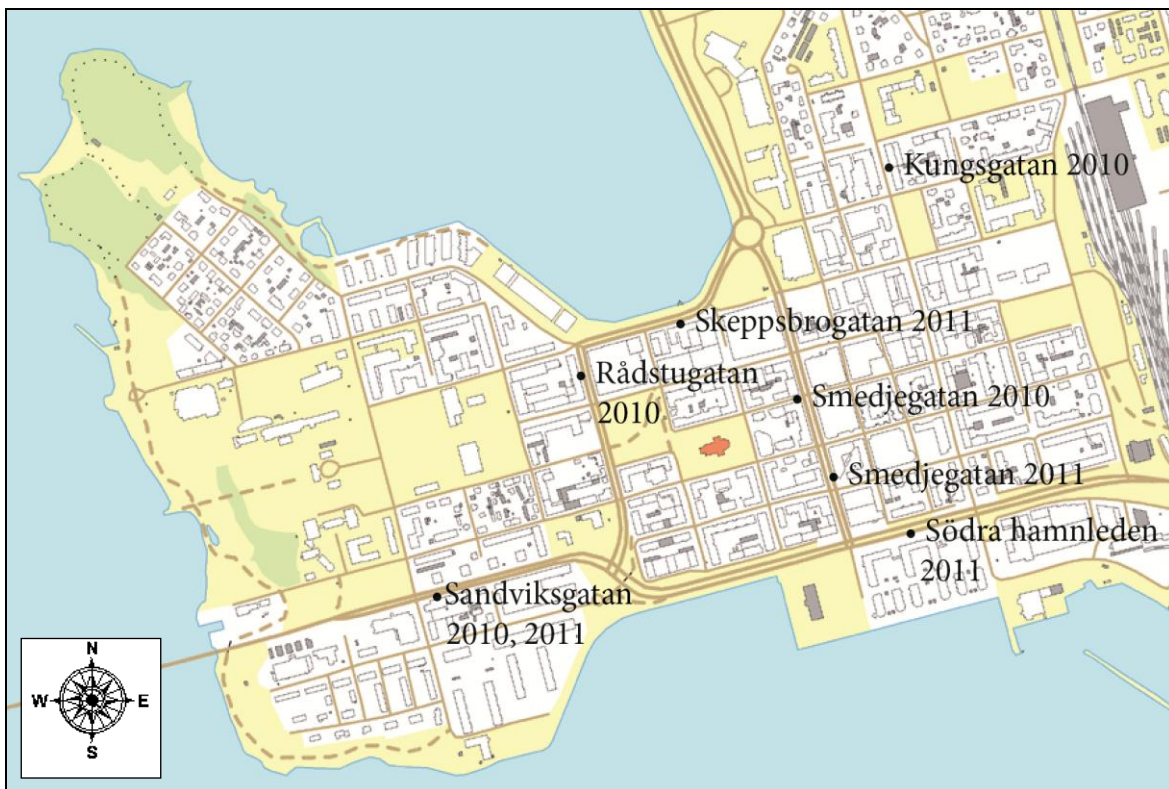 Kungsgatan 2010
Skeppsbrogatan 2011
Rådstugatan
2010
Smedjegatan 2010
Smedjegatan 2011
Södra hamnleden
2011
Sandviksgatan
2010, 2011
N
W E
S